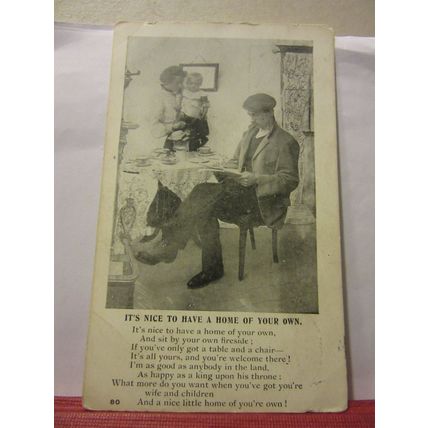 IT'S NICE TO HAVE A HOME OF YOUR OWN.
It's nice to have a home of your own,
And sit by your own fireside ;
If you've only got a table and a chair—
It's all yours, and you're welcome there !
I'm as good as anybody in the land,
As happy as a king upon his throne ;
What more do you want when you've got you're
wife and children
80 And a nice little home of you're own !